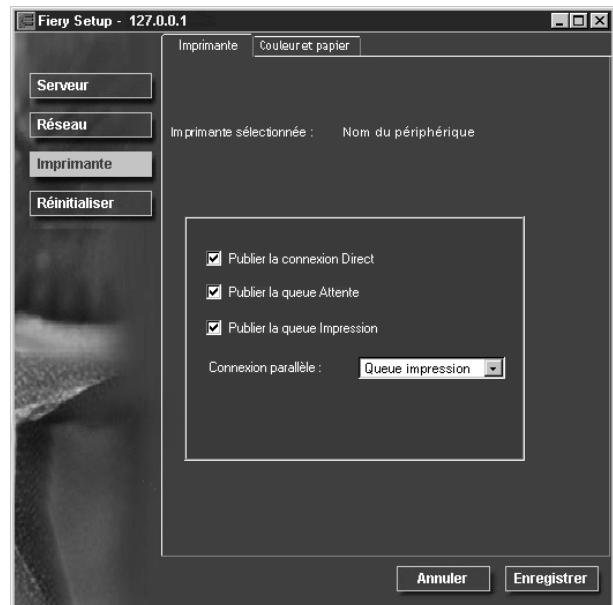 Fiery Setup - 127.0.0.1
Imprimante
Couleur et papier
Serveur
Réseau
Imprimante
Réinitialiser
Imprimante sélectionnée : Nom du périphérique
Publier la connexion Direct
Publier la queue Attente
Publier la queue Impression
Connexion parallèle : Queue impression
Annuler
Enregistrer